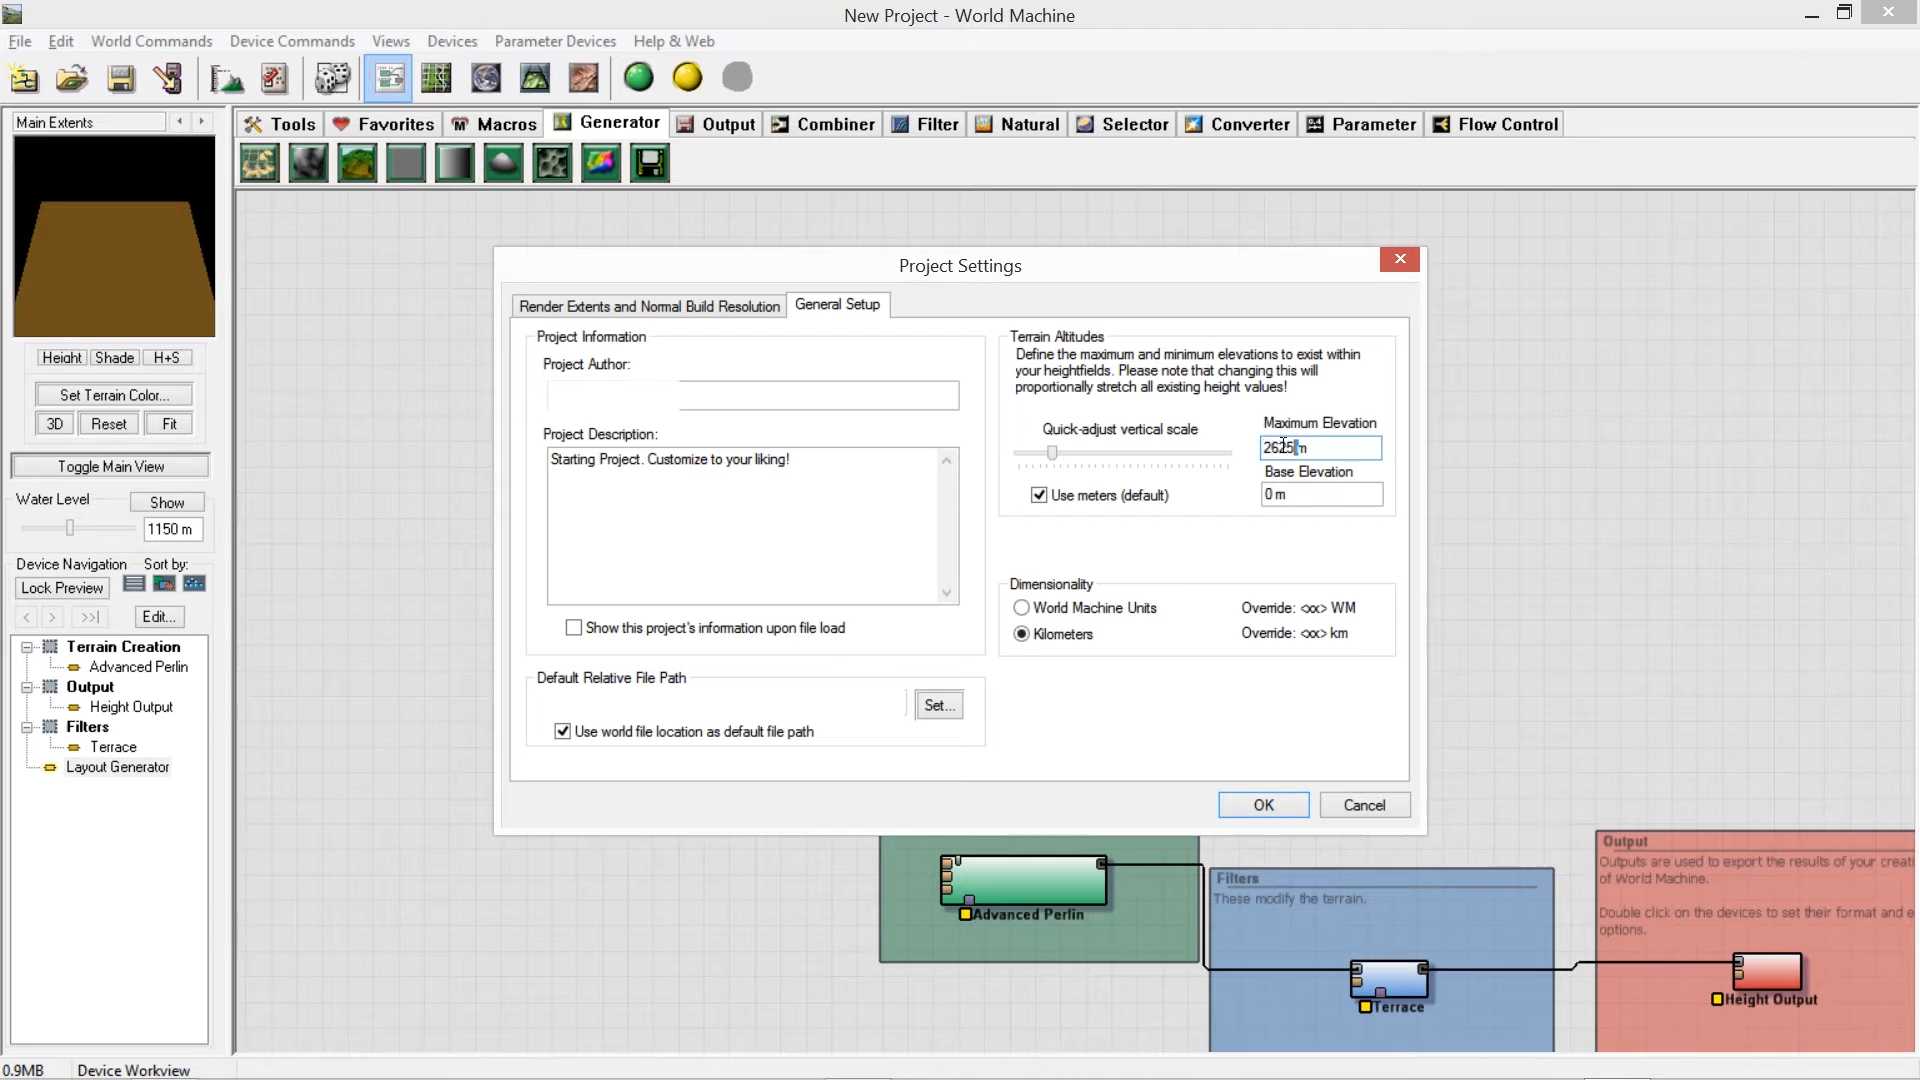 New Project - World Machine
File Edit World Commands Device Commands Views Devices Parameter Devices Help & Web
Main Extents
Tools Favorites Macros Generator Output Combiner Filter Natural Selector Converter Parameter Flow Control
Height Shade H+S
Set Terrain Color...
3D Reset Fit
Toggle Main View
Water Level Show
1150 m
Device Navigation Sort by:
Lock Preview
< > >>| Edit...
Terrain Creation
Advanced Perlin
Output
Height Output
Filters
Terrace
Layout Generator
Project Settings
Render Extents and Normal Build Resolution General Setup
Project Information
Project Author:
Project Description:
Starting Project. Customize to your liking!
Show this project's information upon file load
Default Relative File Path
Set...
Use world file location as default file path
Terrain Altitudes
Define the maximum and minimum elevations to exist within
your heightfields. Please note that changing this will
proportionally stretch all existing height values!
Quick-adjust vertical scale
Maximum Elevation
2625 m
Base Elevation
0 m
Use meters (default)
Dimensionality
World Machine Units Override: <xx> WM
Kilometers Override: <xx> km
OK Cancel
Advanced Perlin
Filters
These modify the terrain.
Terrace
Output
Outputs are used to export the results of your creati
of World Machine.
Double click on the devices to set their format and e
options.
Height Output
0.9MB Device Workview